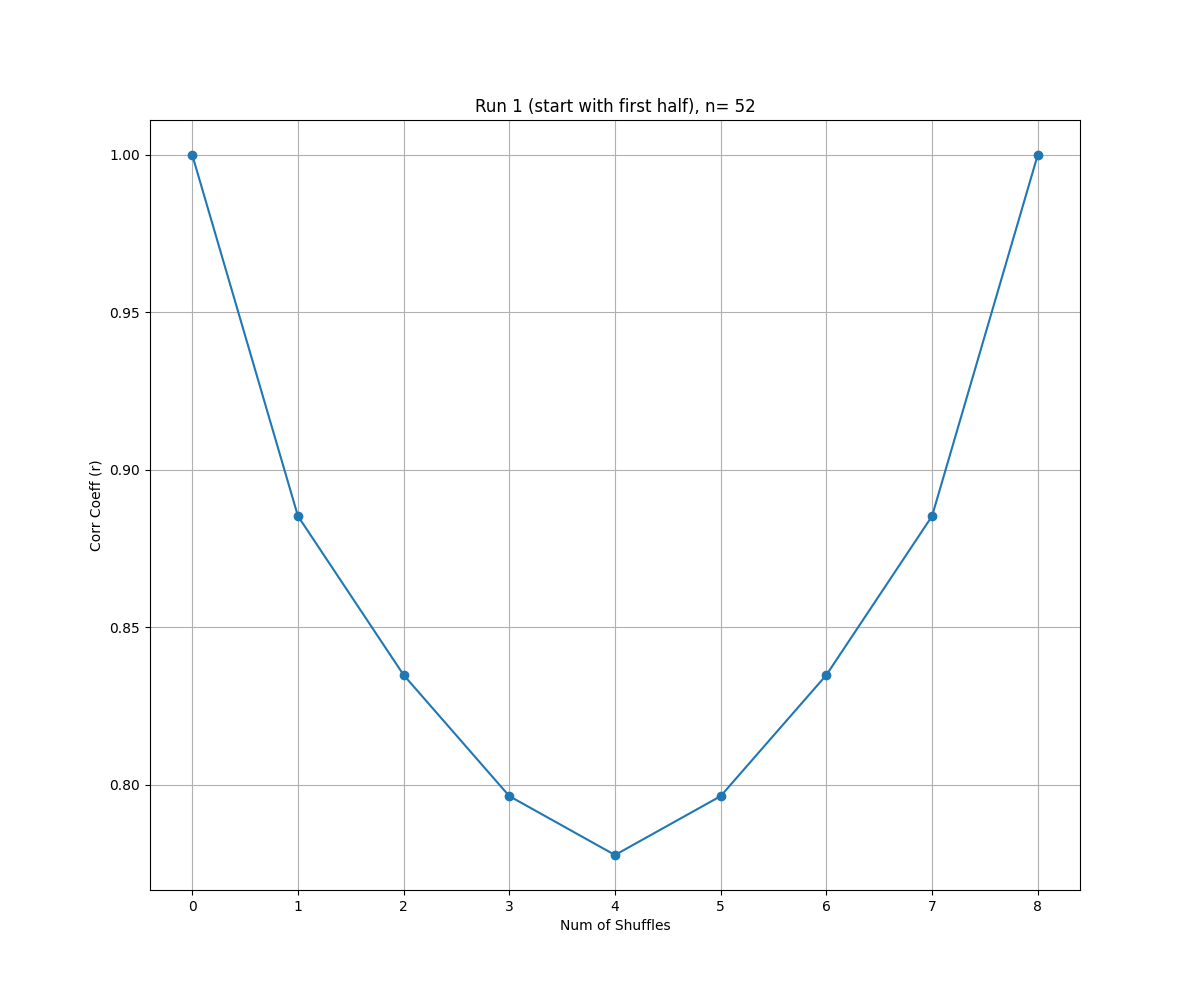 Run 1 (start with first half), n= 52
1.00
0.95
0.90
0.85
0.80
Corr Coeff (r)
0 1 2 3 4 5 6 7 8
Num of Shuffles